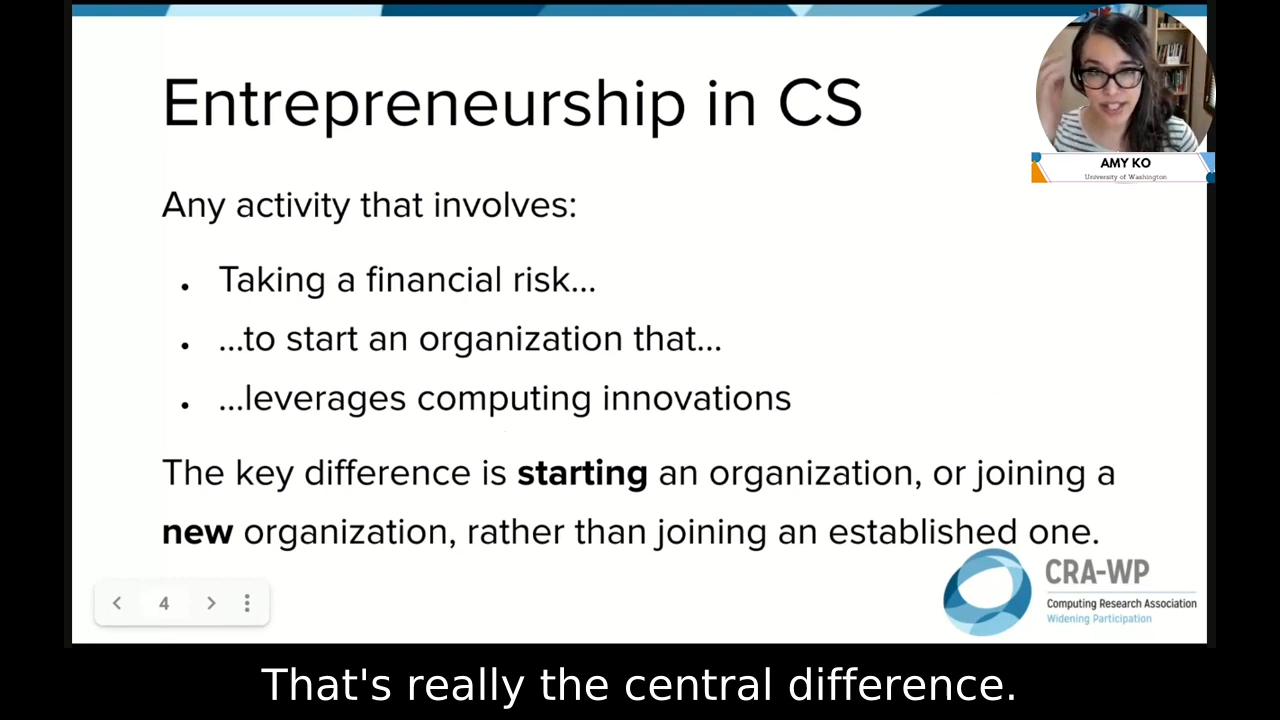 Entrepreneurship in CS
AMY KO
University of Washington
Any activity that involves:
• Taking a financial risk...
• ...to start an organization that...
• ...leverages computing innovations
The key difference is starting an organization, or joining a
new organization, rather than joining an established one.
CRA-WP
Computing Research Association
Widening Participation
4
That's really the central difference.